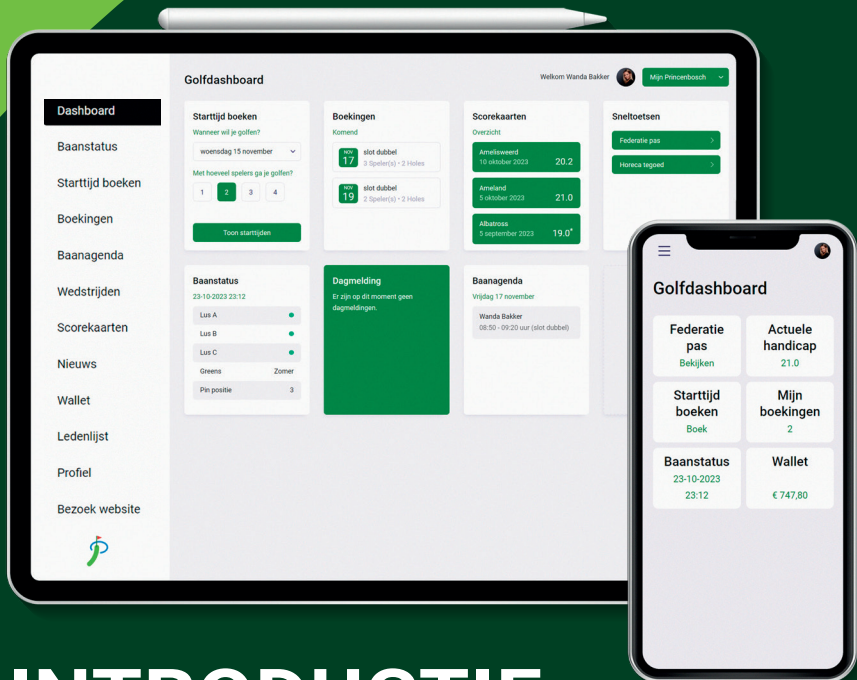 Golfdashboard
Welkom Wanda Bakker
Mijn Princenbosch
Dashboard
Baanstatus
Starttijd boeken
Boekingen
Baanagenda
Wedstrijden
Scorekaarten
Nieuws
Wallet
Ledenlijst
Profiel
Bezoek website
Starttijd boeken
Wanneer wil je golfen?
woensdag 15 november
Met hoeveel spelers ga je golfen?
1 2 3 4
Toon starttijden
Boekingen
Komend
NOV
17
slot dubbel
3 Speler(s) • 2 Holes
NOV
19
slot dubbel
2 Speler(s) • 2 Holes
Scorekaarten
Overzicht
Amelisweerd
10 oktober 2023 20.2
Ameland
5 oktober 2023 21.0
Albatross
5 september 2023 19.0*
Sneltoetsen
Federatie pas
Horeca tegoed
Baanstatus
23-10-2023 23:12
Lus A
Lus B
Lus C
Greens Zomer
Pin positie 3
Dagmelding
Er zijn op dit moment geen
dagmeldingen.
Baanagenda
Vrijdag 17 november
Wanda Bakker
08:50 - 09:20 uur (slot dubbel)
Golfdashboard
Federatie
pas
Bekijken
Actuele
handicap
21.0
Starttijd
boeken
Boek
Mijn
boekingen
2
Baanstatus
23-10-2023
23:12
Wallet
€ 747,80
INTRODUCTIE